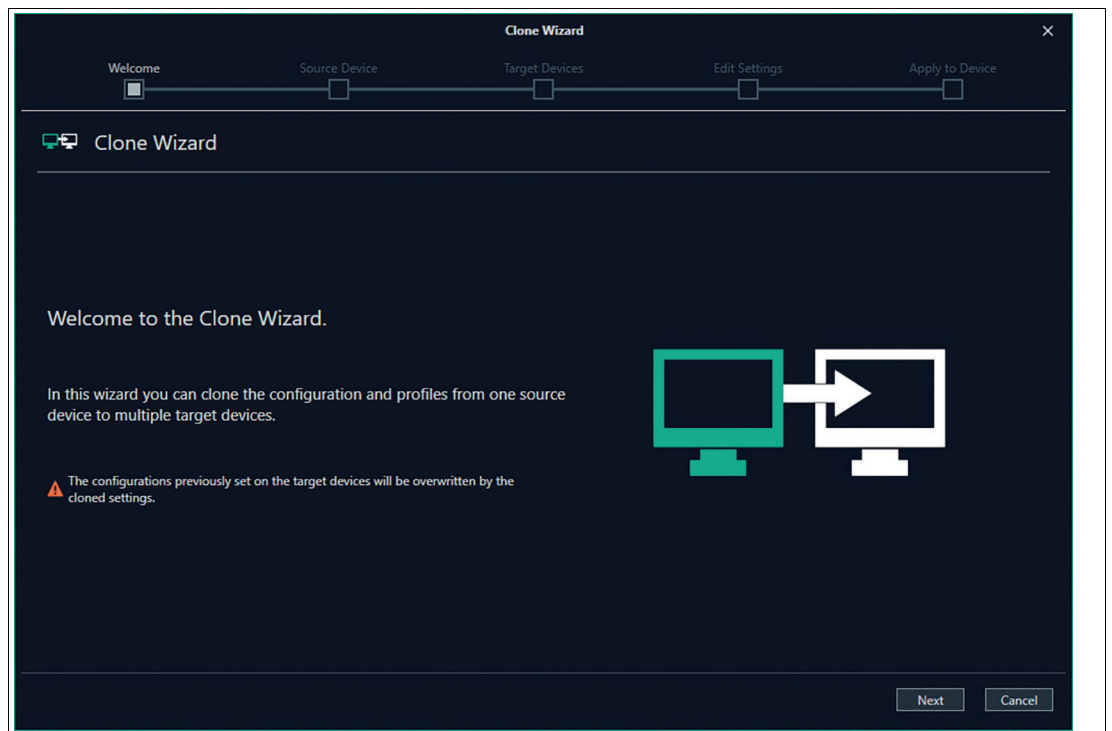 Clone Wizard
Welcome
Source Device
Target Devices
Edit Settings
Apply to Device
Clone Wizard
Welcome to the Clone Wizard.
In this wizard you can clone the configuration and profiles from one source
device to multiple target devices.
The configurations previously set on the target devices will be overwritten by the
cloned settings.
Next
Cancel